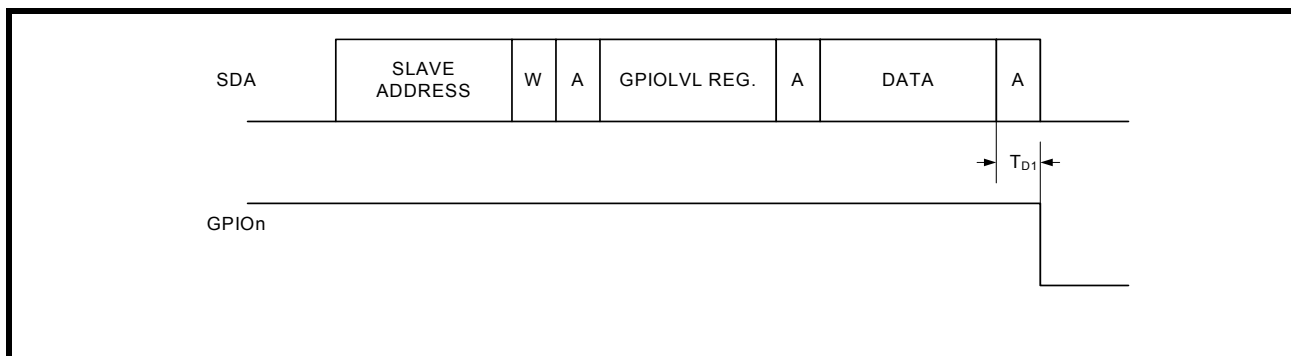 SDA
SLAVE
ADDRESS
W
A
GPIOLVL REG.
A
DATA
A
TD1
GPIOn